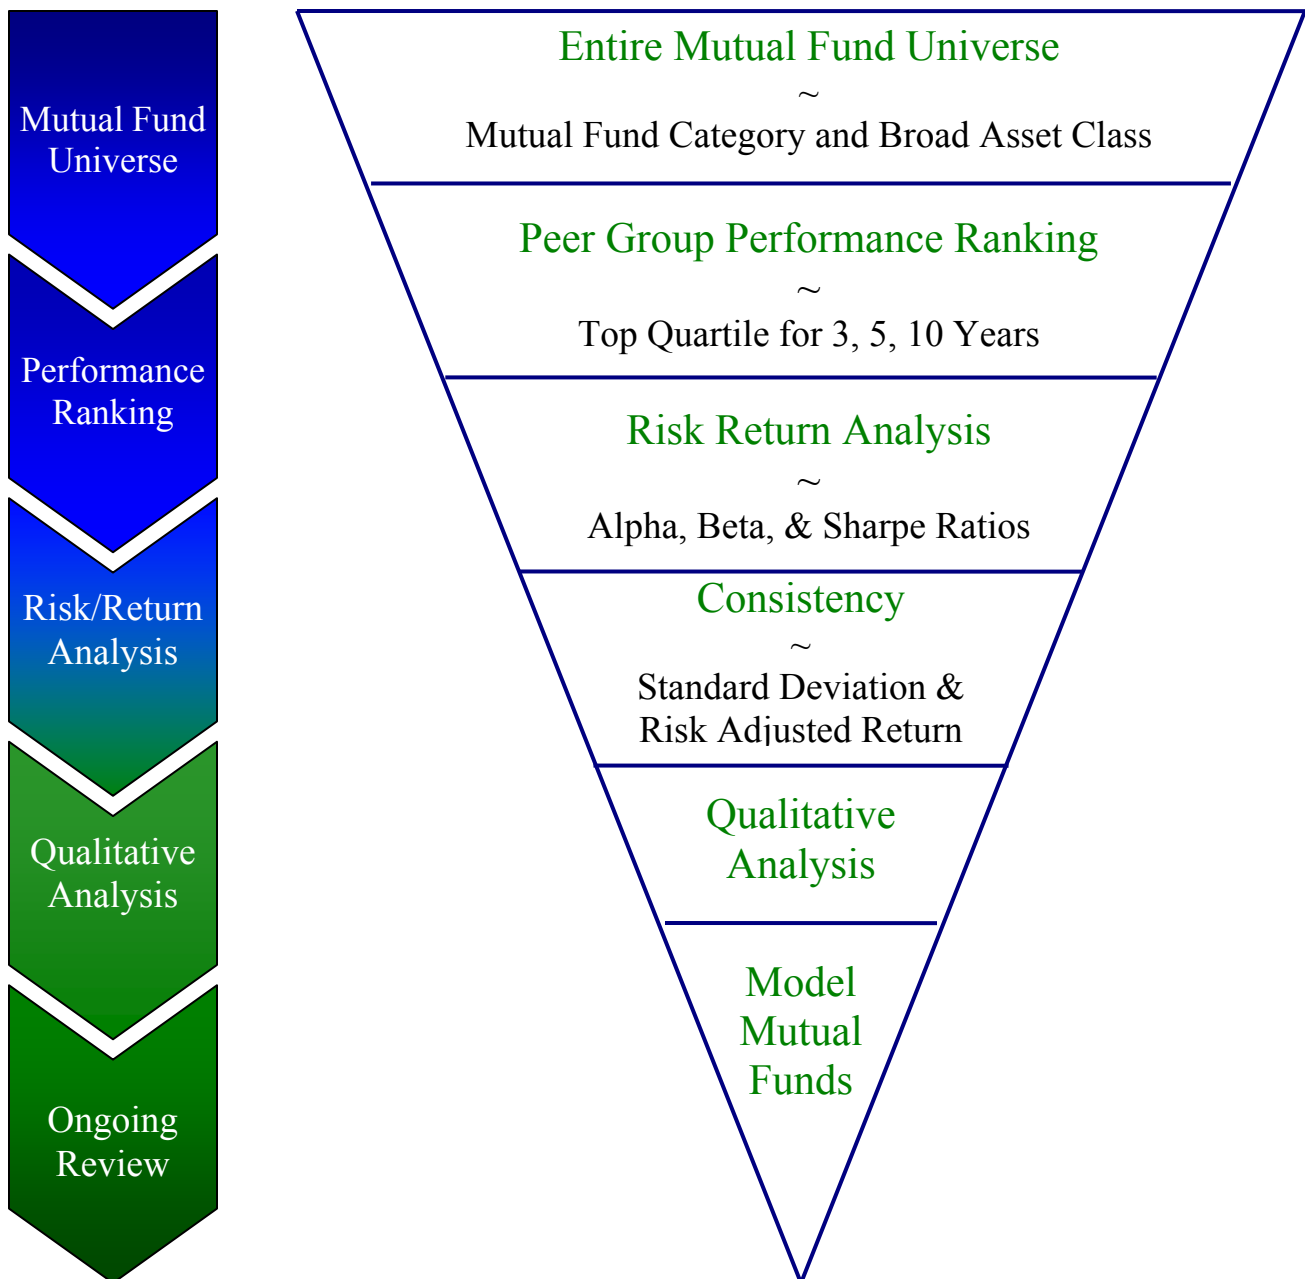 Mutual Fund
Universe
Performance
Ranking
Risk/Return
Analysis
Qualitative
Analysis
Ongoing
Review
Entire Mutual Fund Universe
~
Mutual Fund Category and Broad Asset Class
Peer Group Performance Ranking
~
Top Quartile for 3, 5, 10 Years
Risk Return Analysis
~
Alpha, Beta, & Sharpe Ratios
Consistency
~
Standard Deviation &
Risk Adjusted Return
Qualitative
Analysis
Model
Mutual
Funds